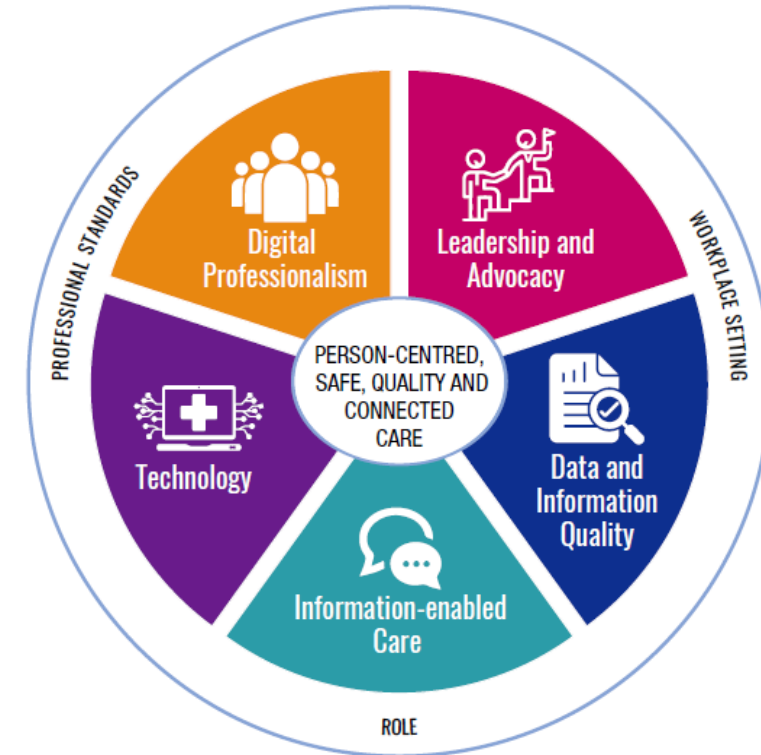 PROFESSIONAL STANDARDS
WORKPLACE SETTING
Digital
Professionalism
Leadership and
Advocacy
PERSON-CENTRED,
SAFE, QUALITY AND
CONNECTED
CARE
Technology
Data and
Information
Quality
Information-enabled
Care
ROLE